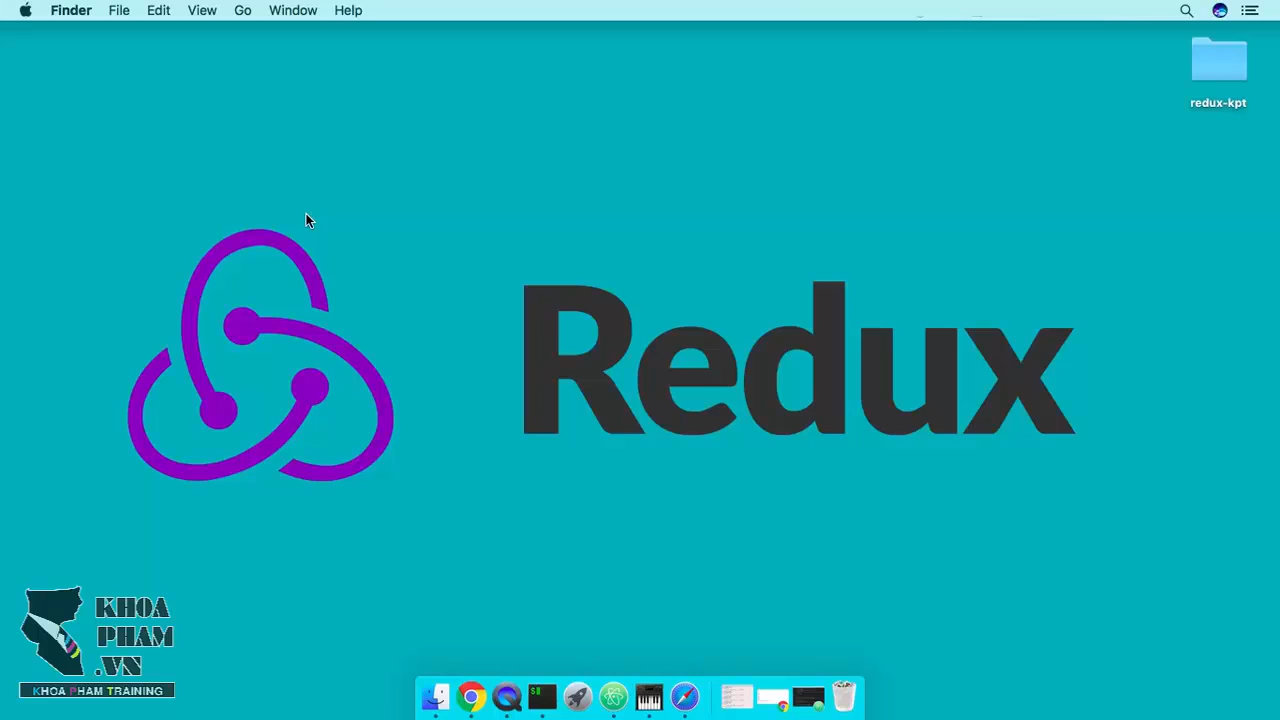 Finder File Edit View Go Window Help
redux-kpt
Redux
KHOA
PHAM
.VN
KHOA PHAM TRAINING